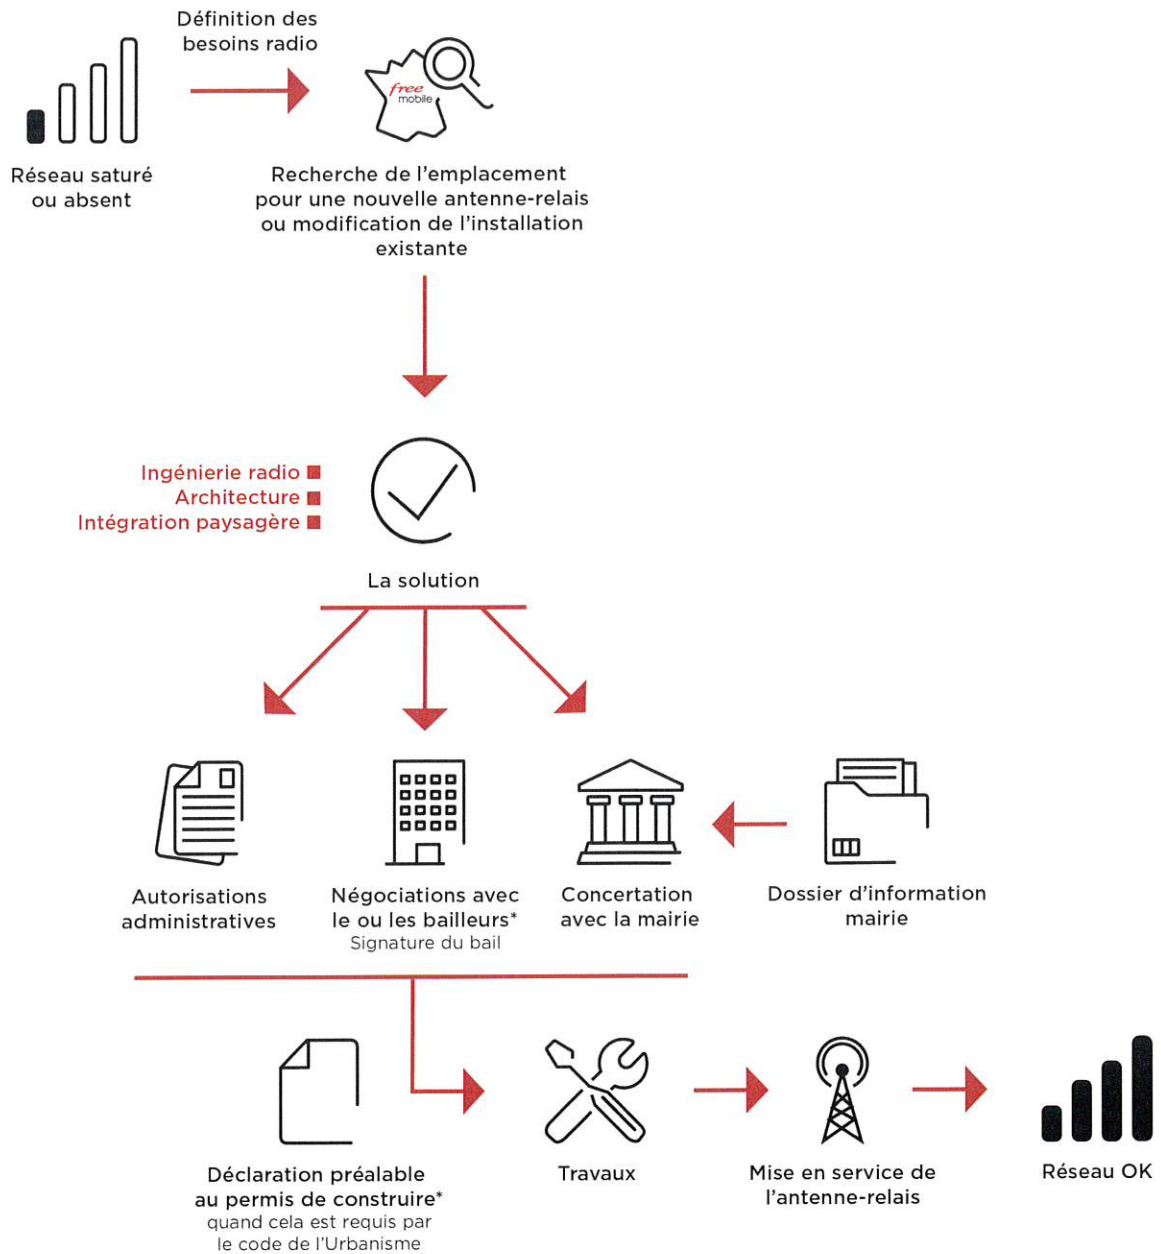 Définition des
besoins radio
free
mobile
Réseau saturé
ou absent
Recherche de l'emplacement
pour une nouvelle antenne-relais
ou modification de l'installation
existante
Ingénierie radio
Architecture
Intégration paysagère
La solution
Autorisations
administratives
Négociations avec
le ou les bailleurs*
Signature du bail
Concertation
avec la mairie
Dossier d'information
mairie
Déclaration préalable
au permis de construire*
quand cela est requis par
le code de l'Urbanisme
Travaux
Mise en service de
l'antenne-relais
Réseau OK